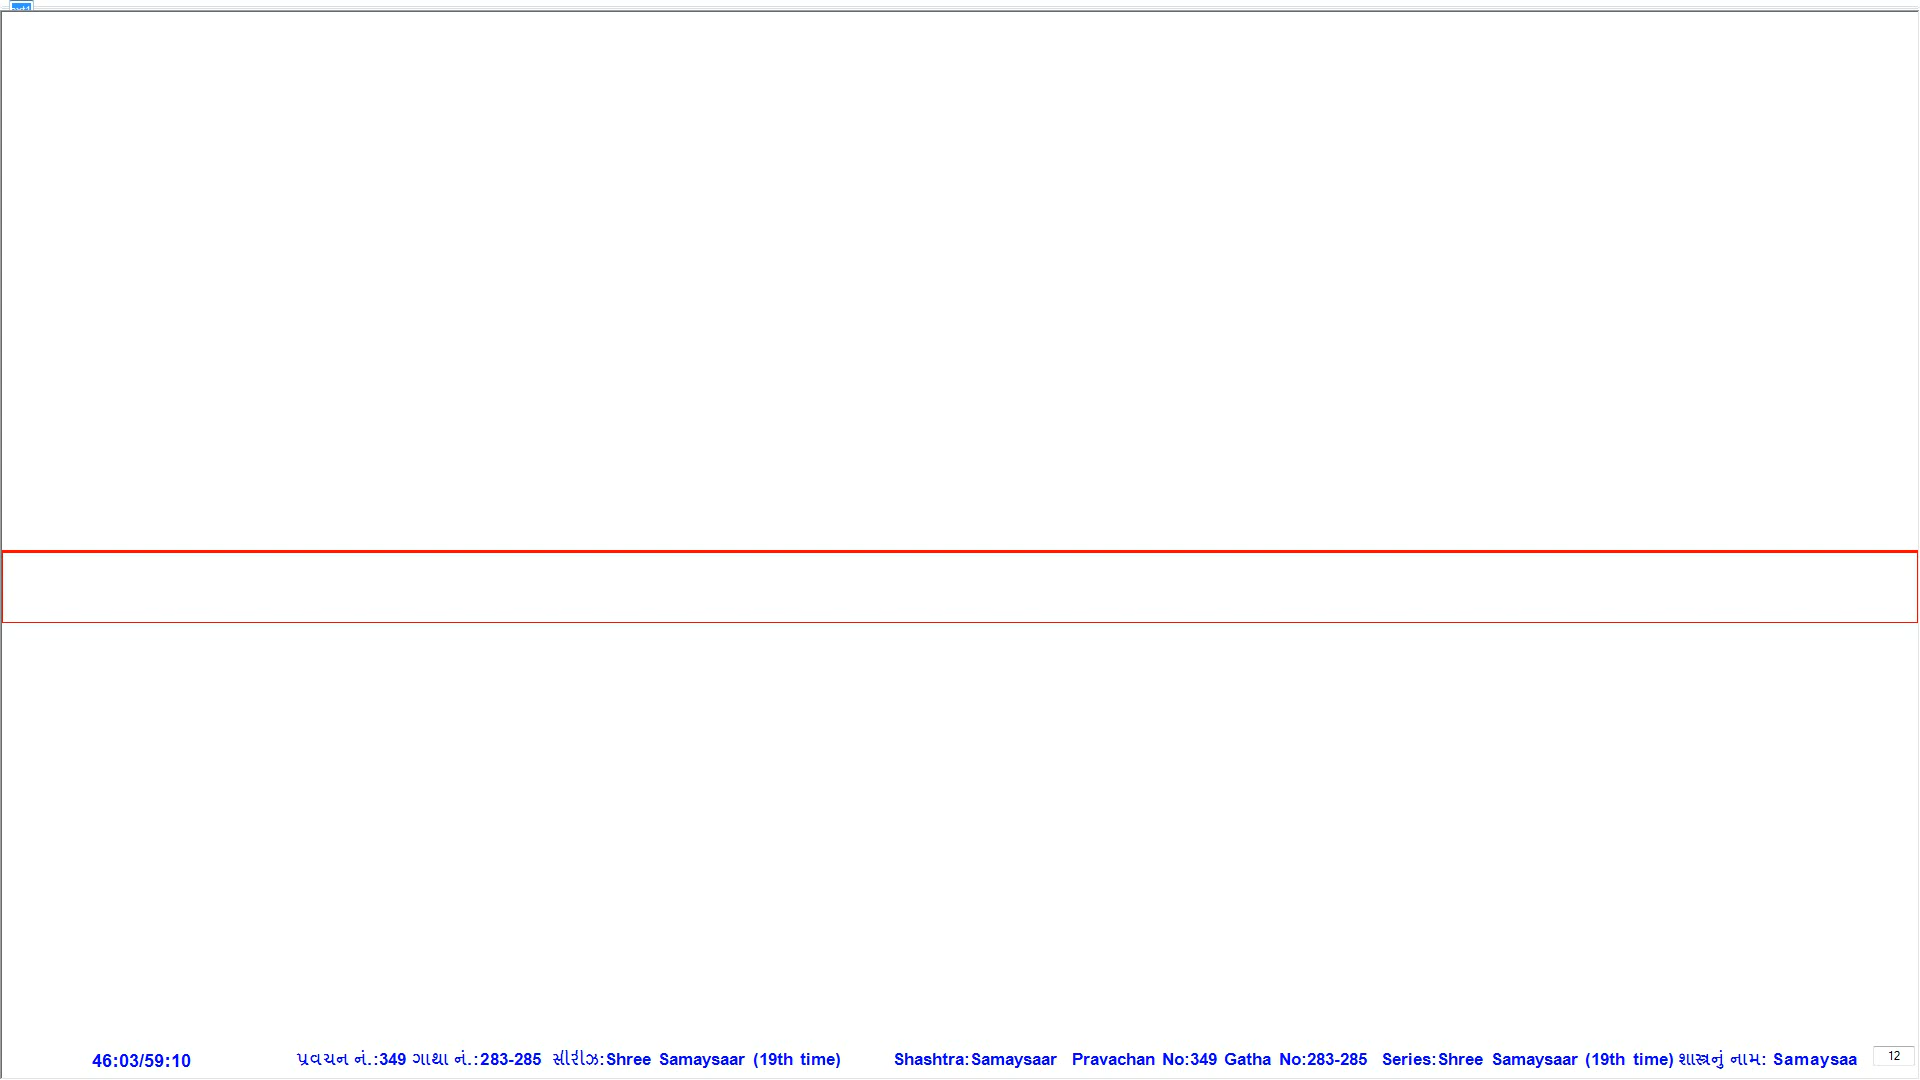 46:03/59:10 પ્રવચન નં.:349 ગાથા નં.:283-285 સીરીઝ:Shree Samaysaar (19th time) Shashtra:Samaysaar Pravachan No:349 Gatha No:283-285 Series:Shree Samaysaar (19th time) શાસ્ત્રનું નામ: Samaysaa 12